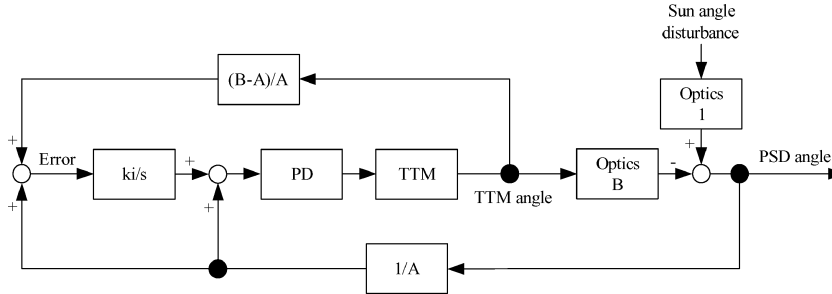 Sun angle
disturbance
(B-A)/A
Optics
1
+
+
Error
ki/s
+
PD
TTM
Optics
B
-
PSD angle
TTM angle
+
+
1/A